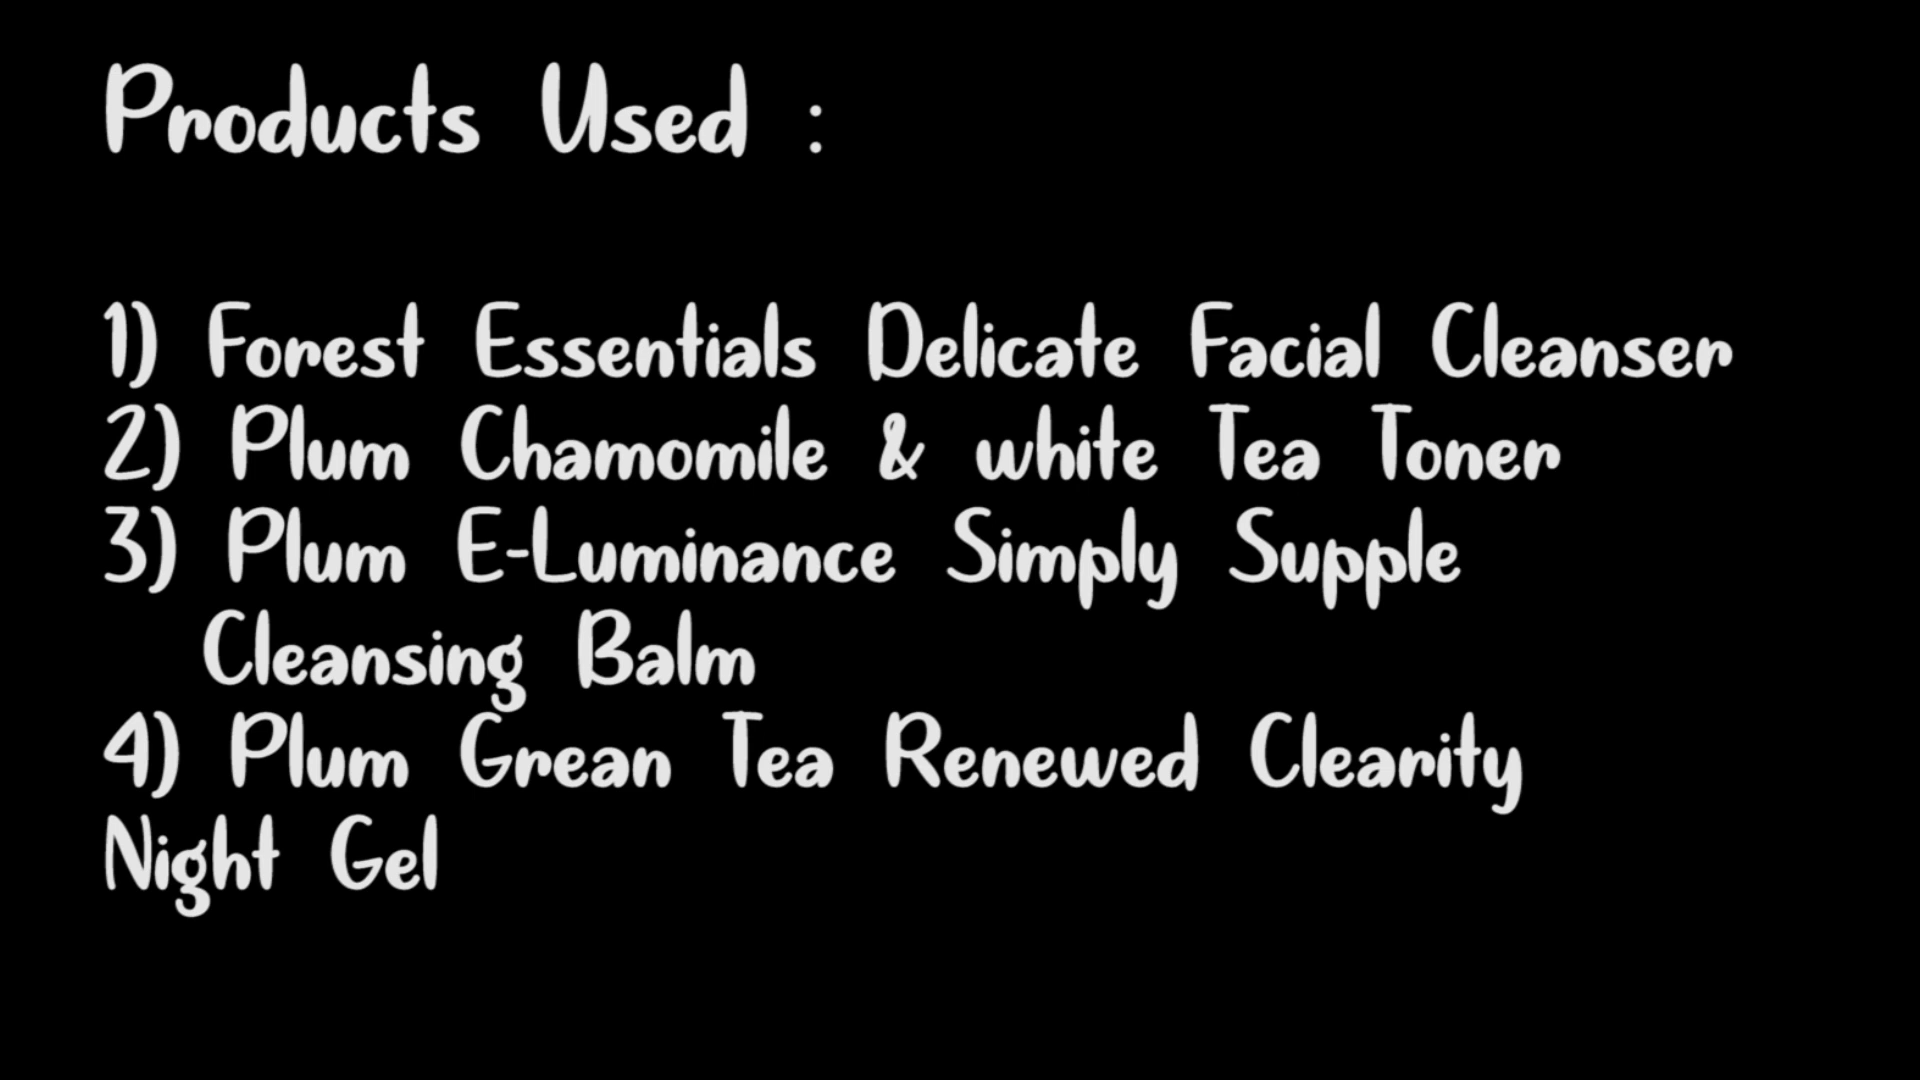 Products Used :
1) Forest Essentials Delicate Facial Cleanser
2) Plum Chamomile & white Tea Toner
3) Plum E-Luminance Simply Supple
Cleansing Balm
4) Plum Grean Tea Renewed Clearity
Night Gel